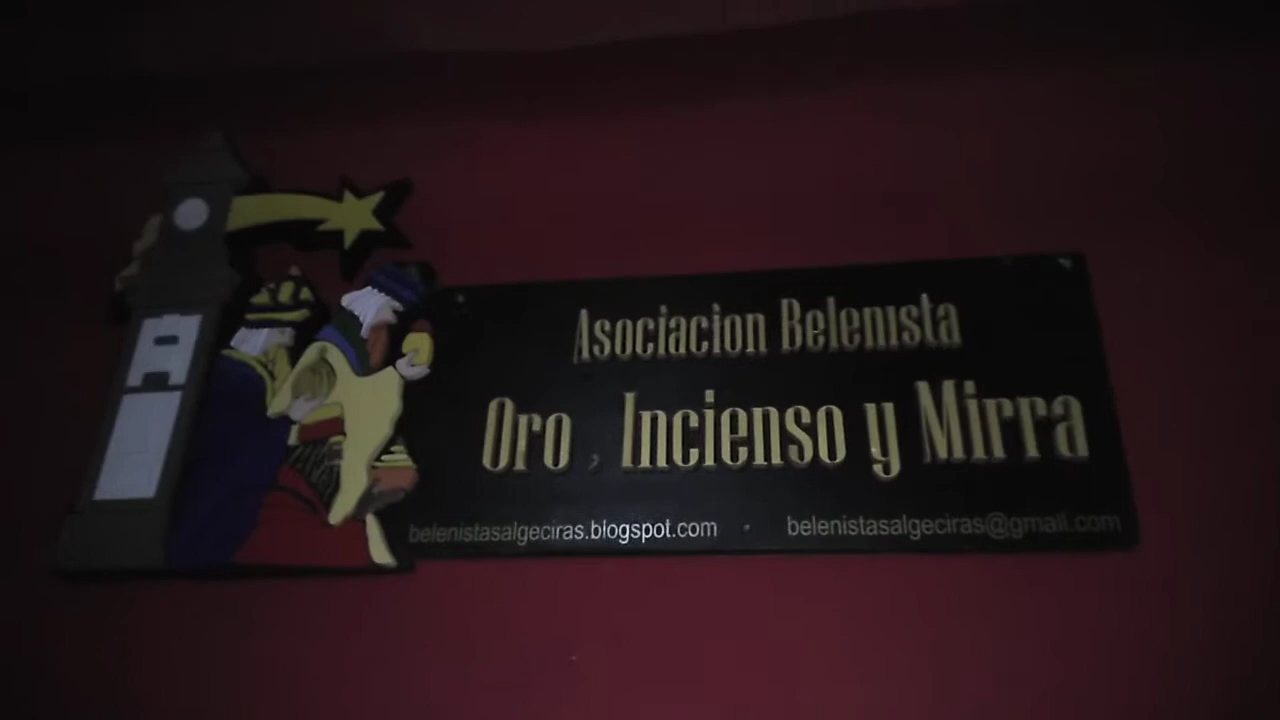 Asociacion Belenista
Oro , Incienso y Mirra
belenistasalgeciras.blogspot.com · belenistasalgeciras@gmail.com